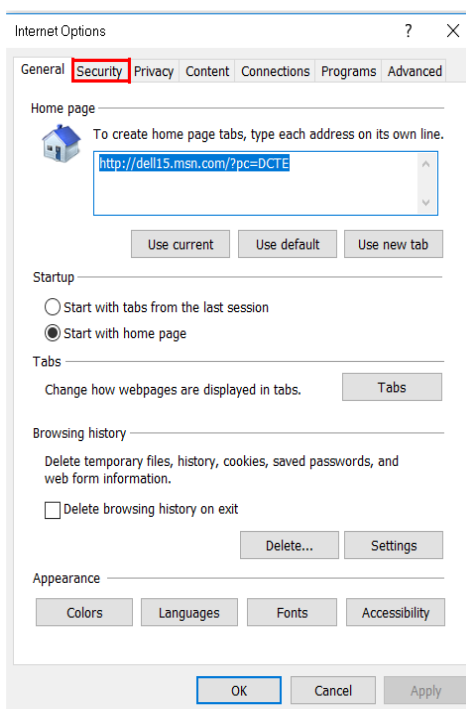 Internet Options
?
General Security Privacy Content Connections Programs Advanced
Home page
To create home page tabs, type each address on its own line.
http://dell15.msn.com/?pc=DCTE
Use current Use default Use new tab
Startup
Start with tabs from the last session
Start with home page
Tabs
Change how webpages are displayed in tabs. Tabs
Browsing history
Delete temporary files, history, cookies, saved passwords, and
web form information.
Delete browsing history on exit
Delete... Settings
Appearance
Colors Languages Fonts Accessibility
OK Cancel Apply